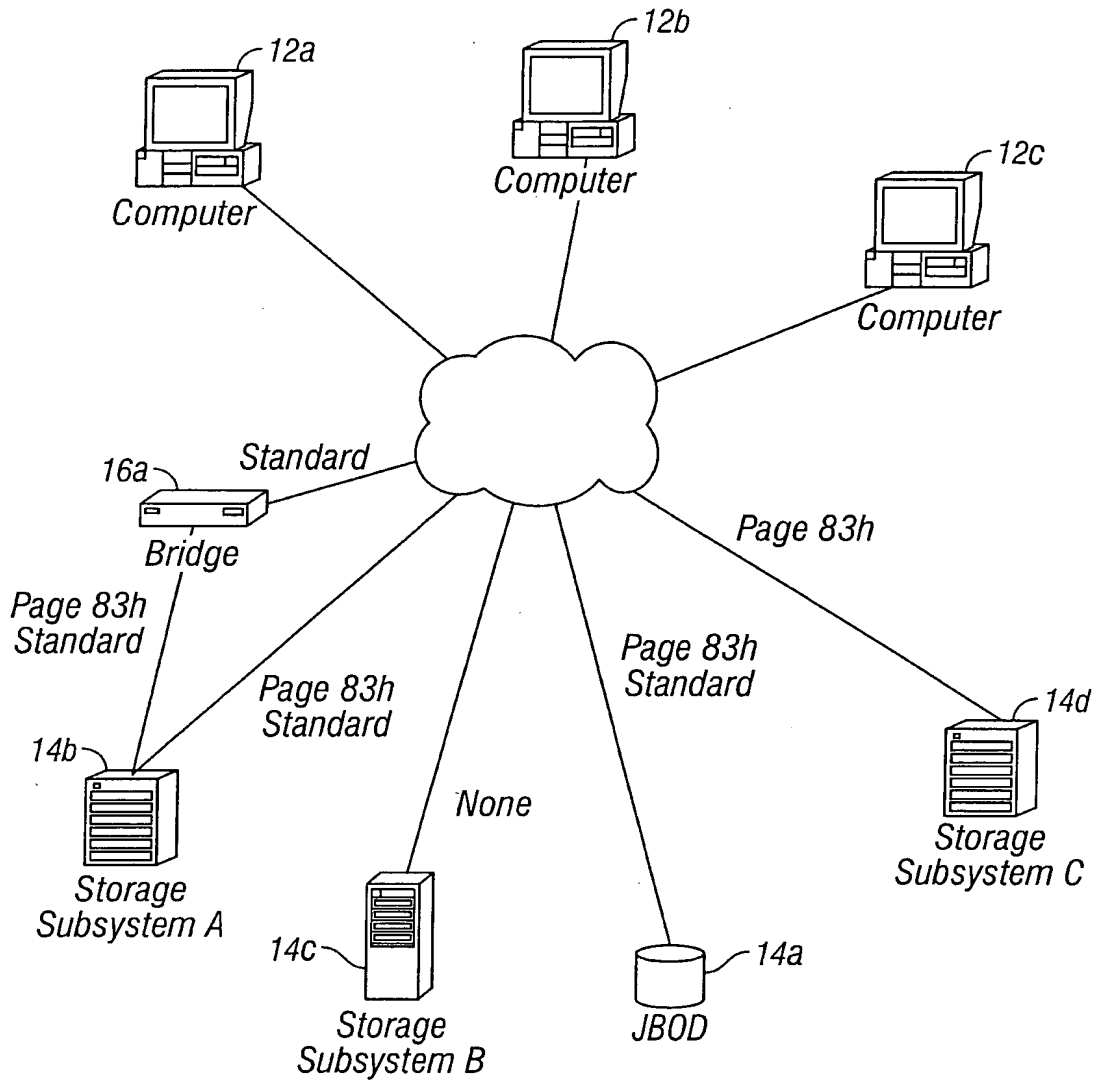 12a
Computer
12b
Computer
12c
Computer
Standard
16a
Bridge
Page 83h
Standard
Page 83h
Standard
None
Page 83h
Standard
Page 83h
14b
Storage
Subsystem A
14c
Storage
Subsystem B
14a
JBOD
14d
Storage
Subsystem C